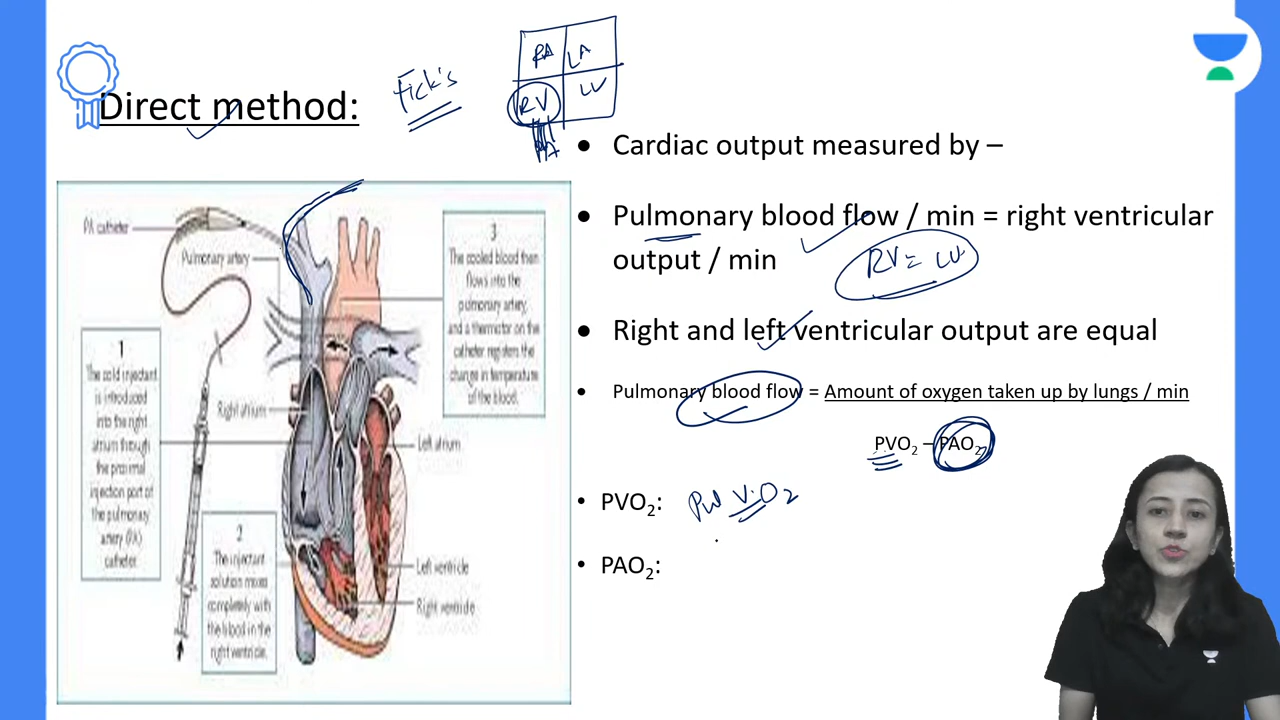 Direct method:
Fick's
RA LA
RV LV
PA
Cardiac output measured by –
Pulmonary blood flow / min = right ventricular
output / min
RV = LV
Right and left ventricular output are equal
Pulmonary blood flow = Amount of oxygen taken up by lungs / min
PVO₂ – PAO₂
PVO₂: Pul V.O₂
PAO₂:
PA catheter
Pulmonary artery
1
The cold injectant
is introduced
into the right
atrium through
the proximal
injection port of
the pulmonary
artery (PA)
catheter.
2
The injectant
solution mixes
completely with
the blood in the
right ventricle.
3
The cooled blood then
flows into the
pulmonary artery,
and a thermistor on the
catheter registers the
change in temperature
of the blood.
Right atrium
Left atrium
Left ventricle
Right ventricle